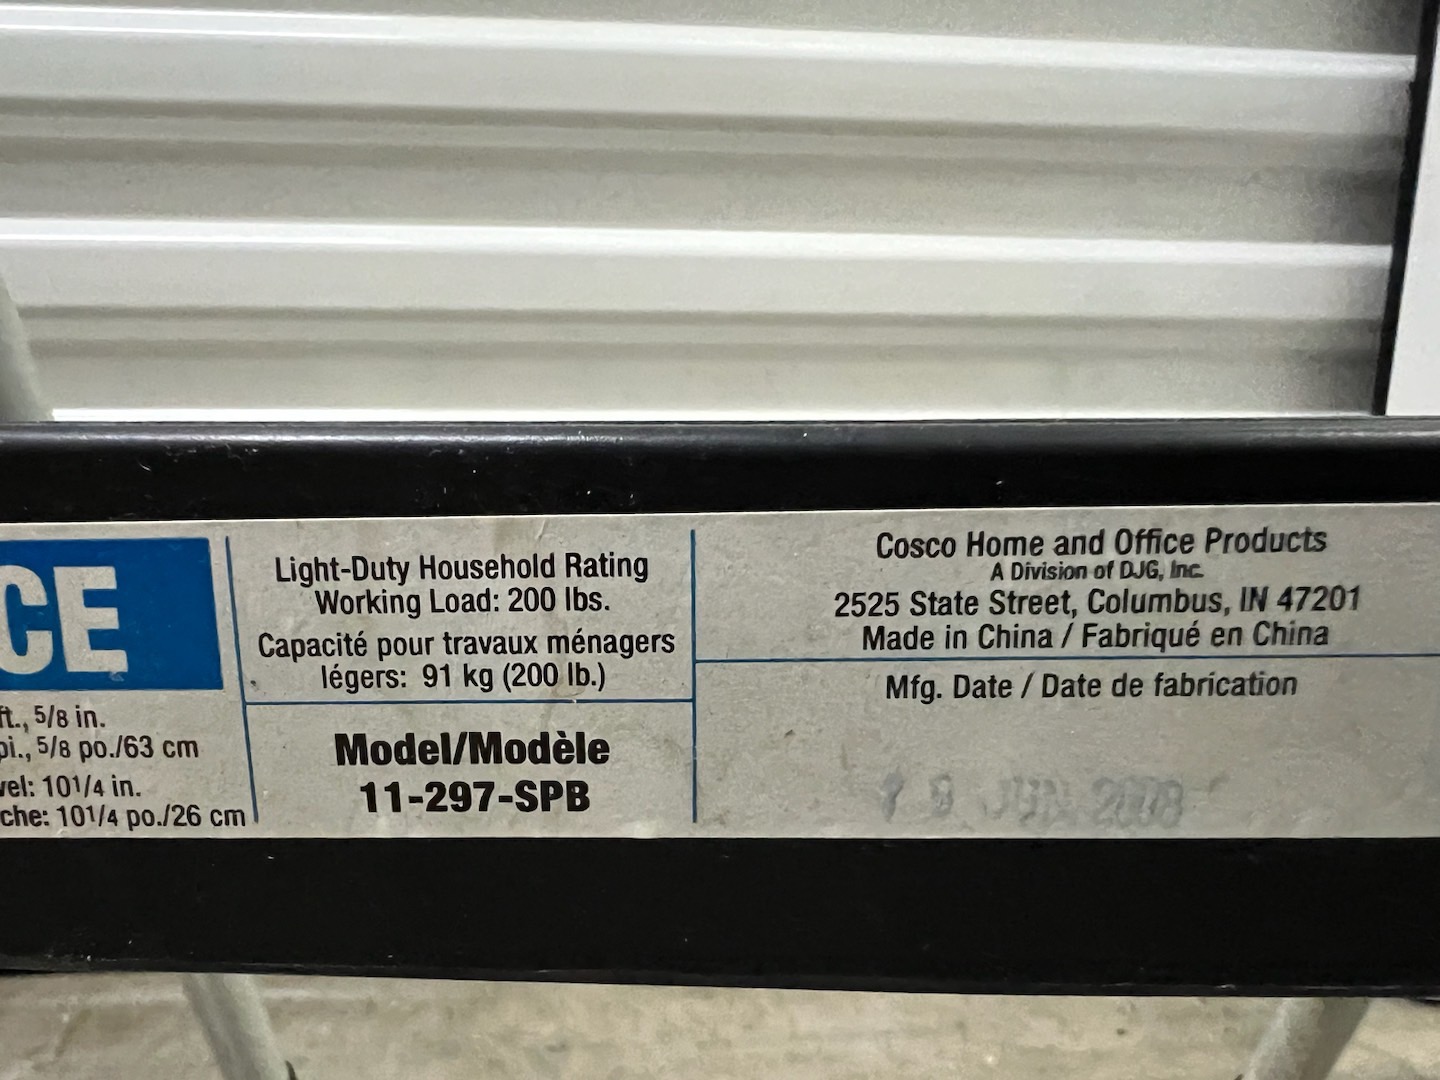 CE
ft., 5/8 in.
pi., 5/8 po./63 cm
vel: 101/4 in.
che: 101/4 po./26 cm
Light-Duty Household Rating
Working Load: 200 lbs.
Capacité pour travaux ménagers
légers: 91 kg (200 lb.)
Model/Modèle
11-297-SPB
Cosco Home and Office Products
A Division of DJG, Inc.
2525 State Street, Columbus, IN 47201
Made in China / Fabriqué en China
Mfg. Date / Date de fabrication
JUN 2008